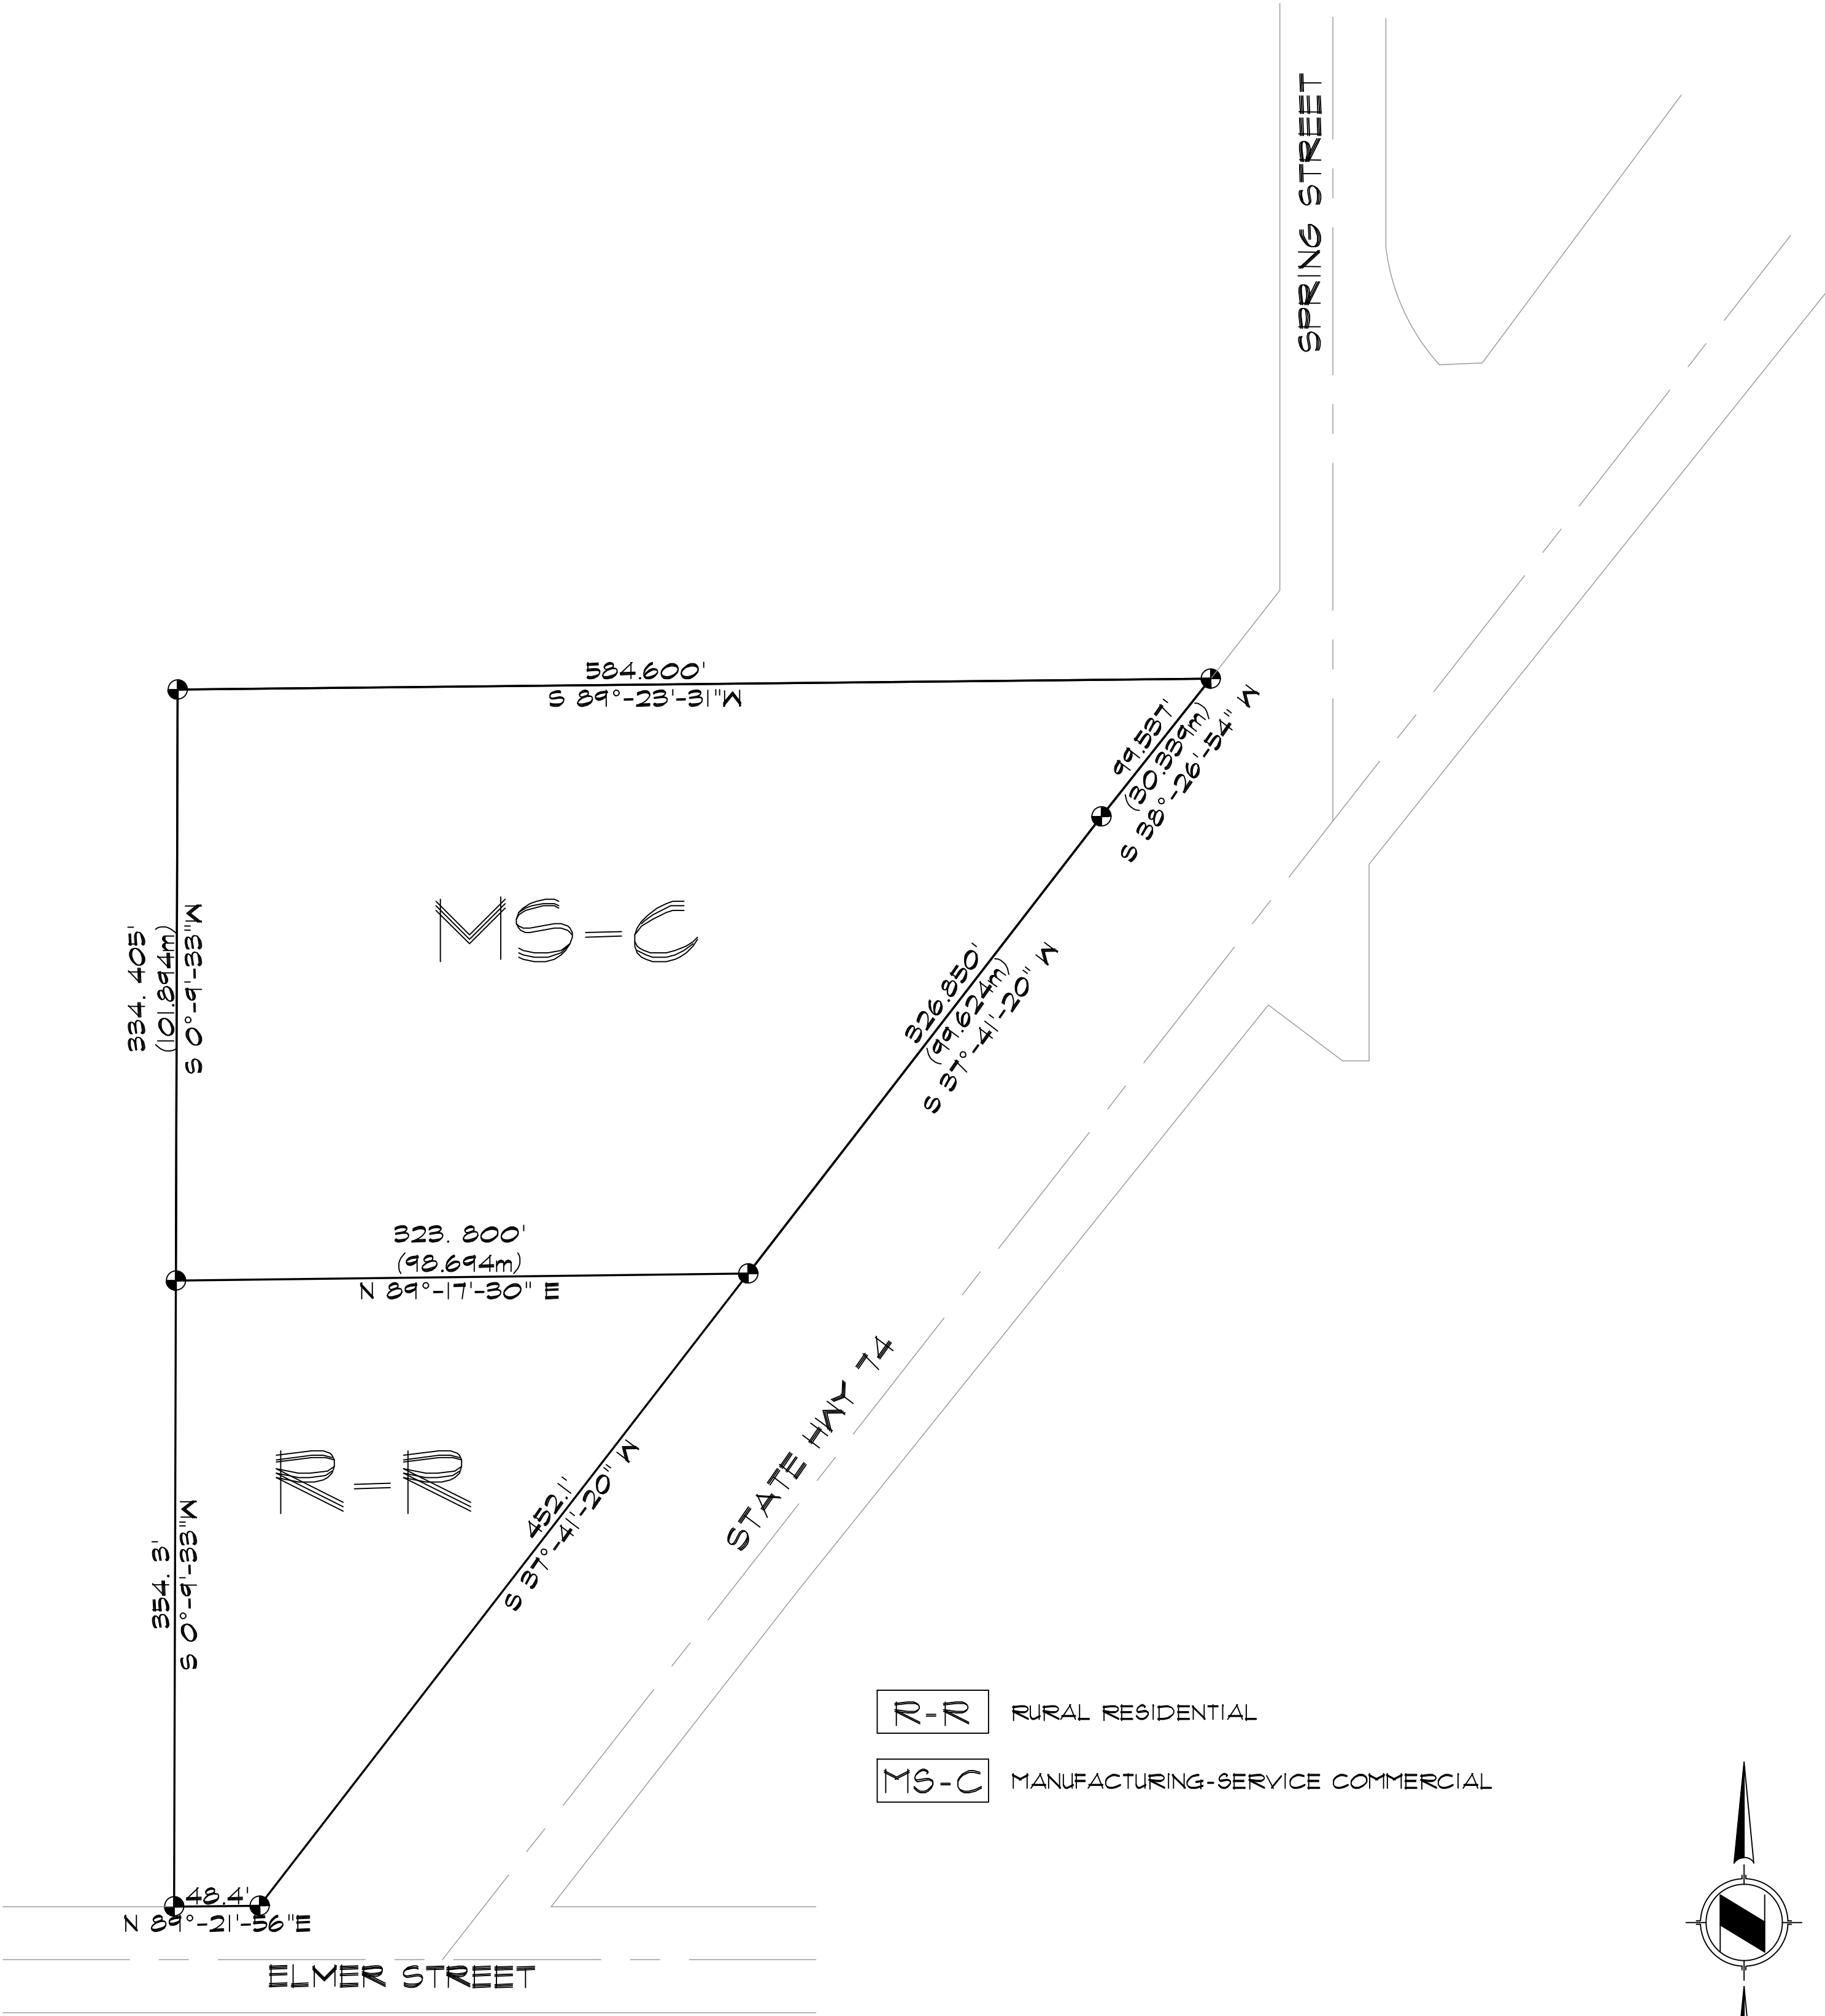 SPRING STREET
584.600'
S 89°-23'-31"W
99.537'
(30.339m)
S 38°-26'-54" W
334. 405'
(101.894m)
S 0°-9'-33"W
MS-C
326.850'
(99.624m)
S 37°-41'-20" W
323. 800'
(98.694m)
N 89°-17'-30" E
STATE HWY 74
R-R
452.1'
S 37°-41'-20" W
354. 3'
S 0°-9'-33"W
R-R RURAL RESIDENTIAL
MS-C MANUFACTURING-SERVICE COMMERCIAL
48.4'
N 89°-21'-56"E
ELMER STREET
N